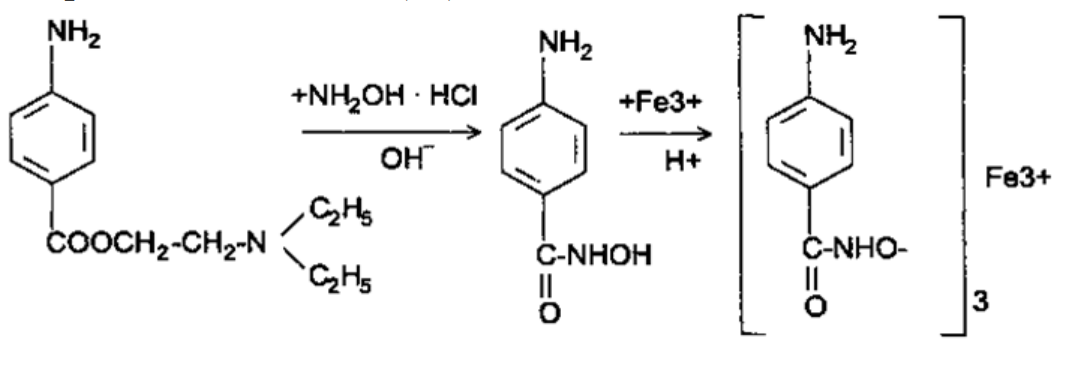 NH₂
COOCH₂-CH₂-N
C₂H₅
C₂H₅
+NH₂OH · HCl
OH⁻
NH₂
C-NHOH
O
+Fe3+
H+
NH₂
C-NHO-
O
3
Fe3+